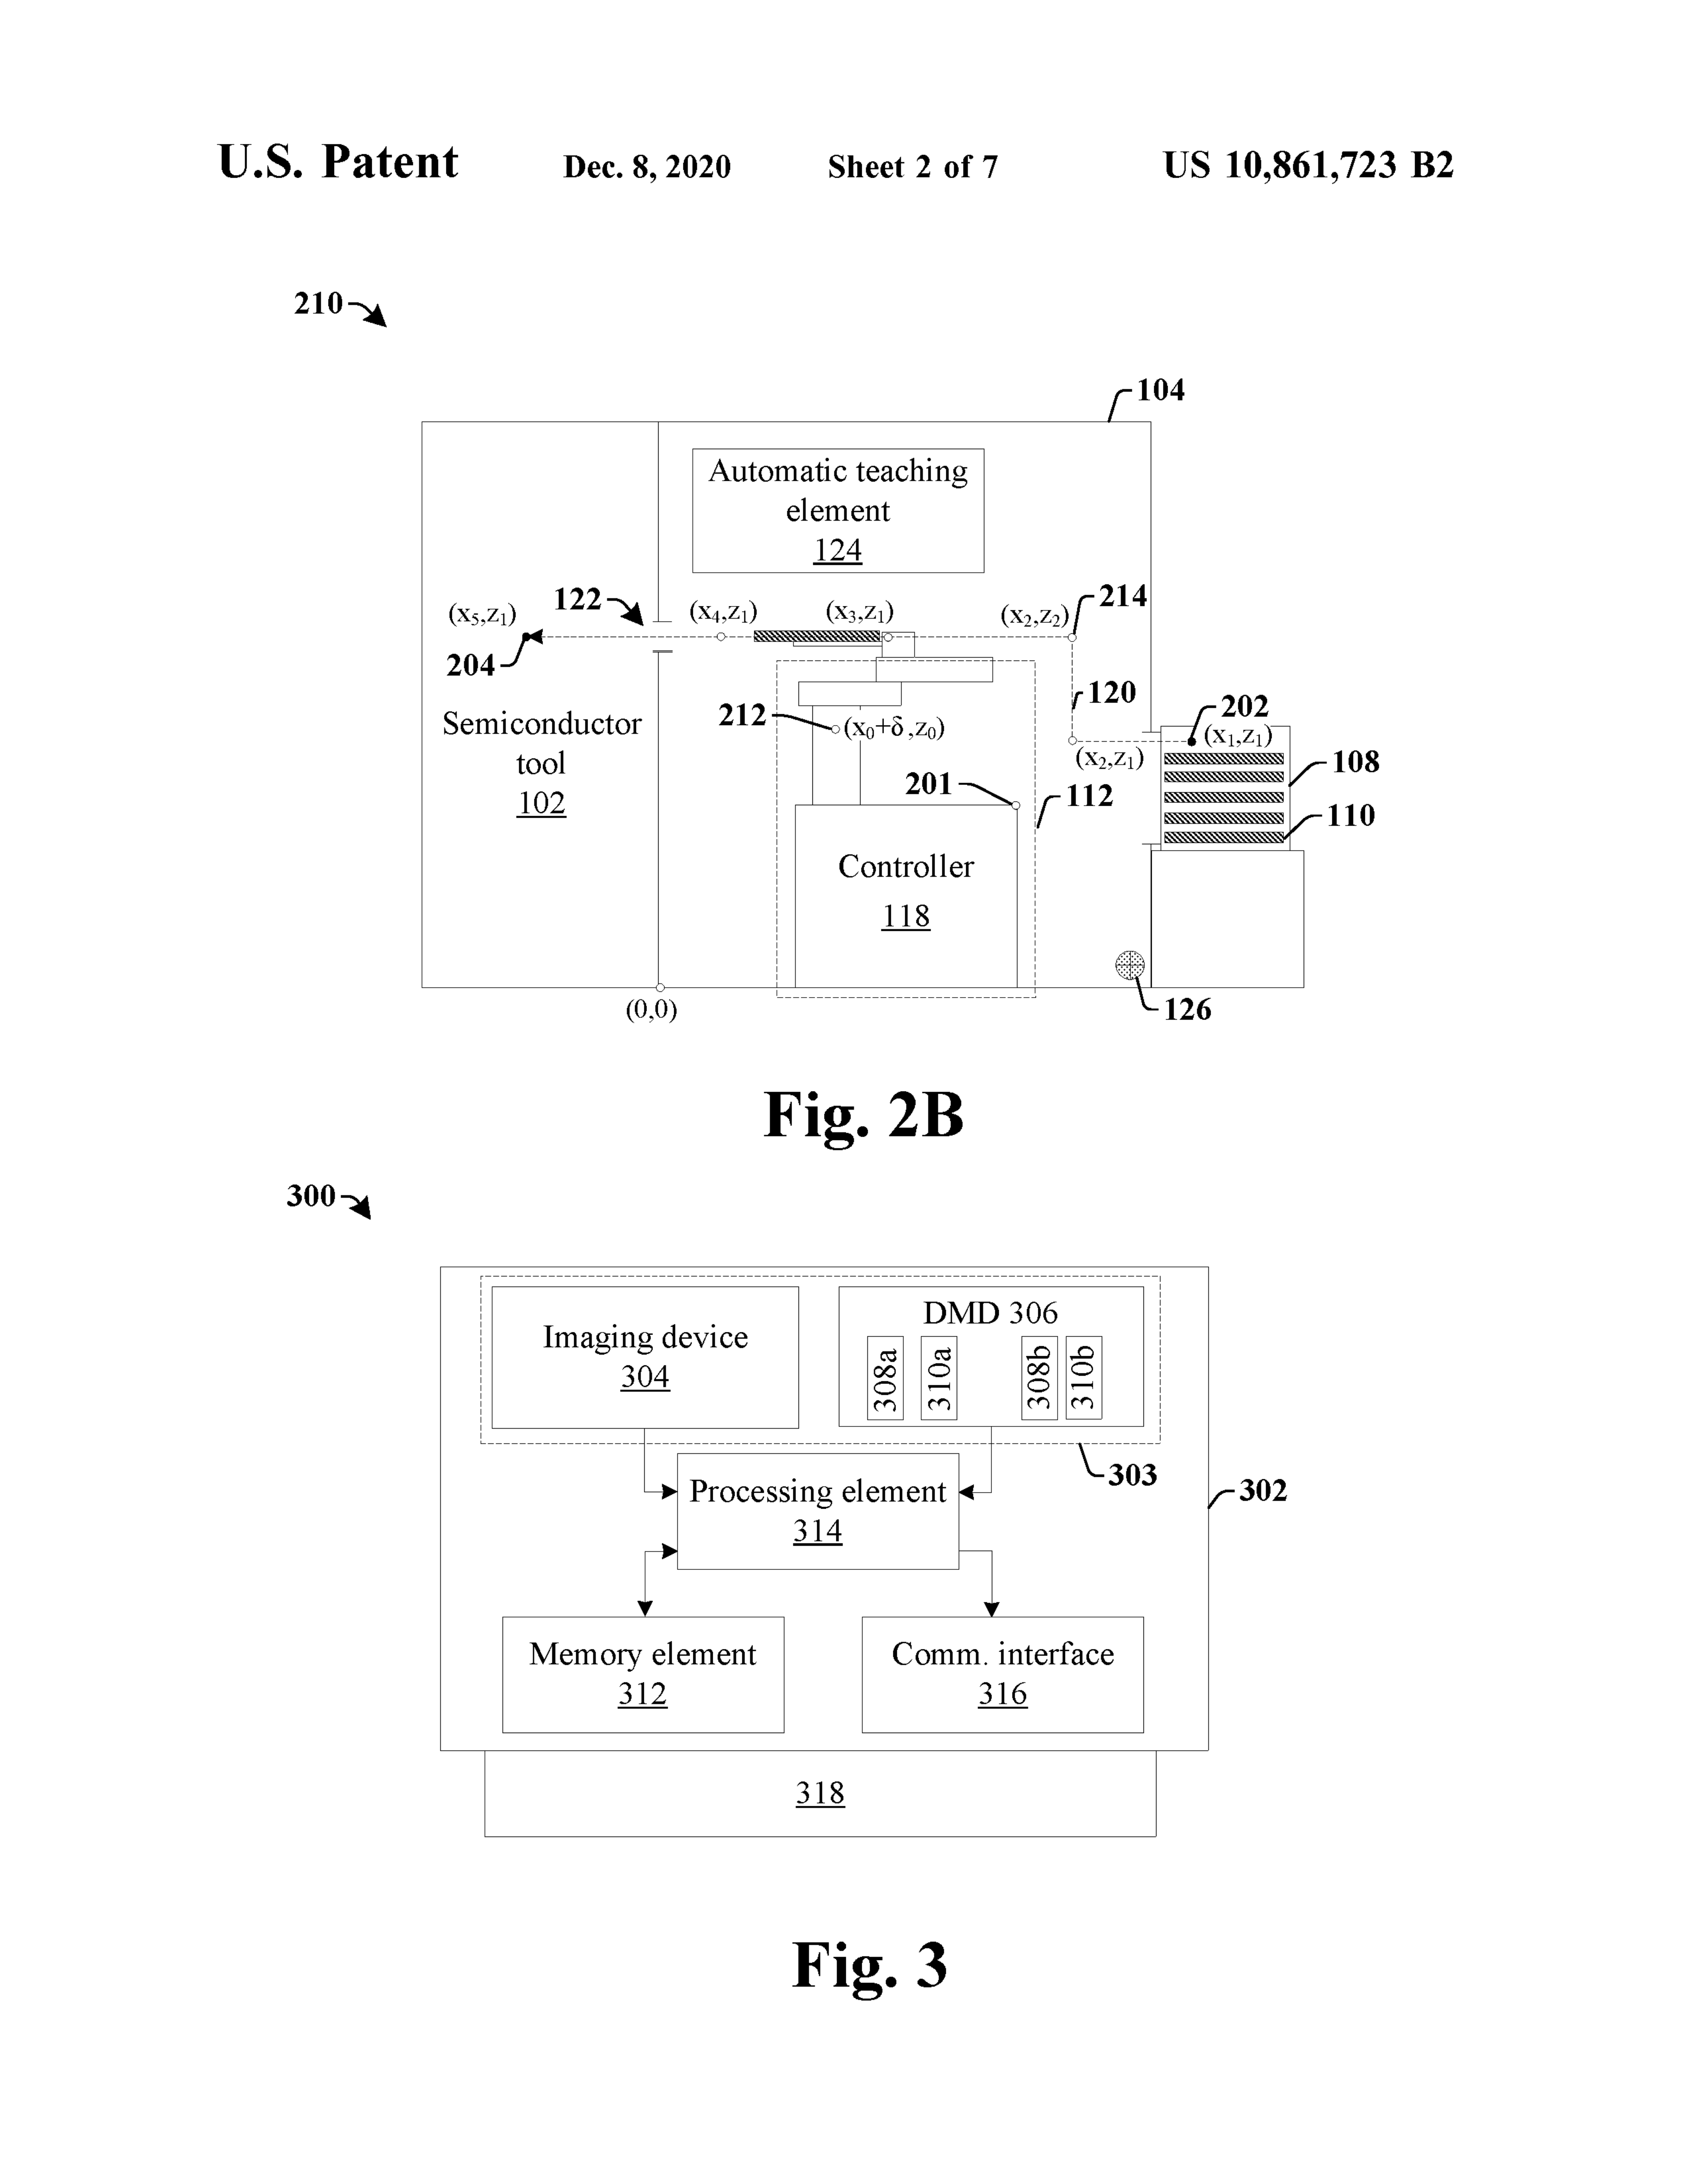 U.S. Patent Dec. 8, 2020 Sheet 2 of 7 US 10,861,723 B2
210
104
Automatic teaching
element
124
(x5,z1)
122
(x4,z1)
(x3,z1)
(x2,z2)
214
204
120
Semiconductor
tool
102
212
(x0+δ,z0)
202
(x1,z1)
(x2,z1)
108
201
112
110
Controller
118
(0,0)
126
Fig. 2B
300
Imaging device
304
DMD 306
308a
310a
308b
310b
303
Processing element
314
302
Memory element
312
Comm. interface
316
318
Fig. 3